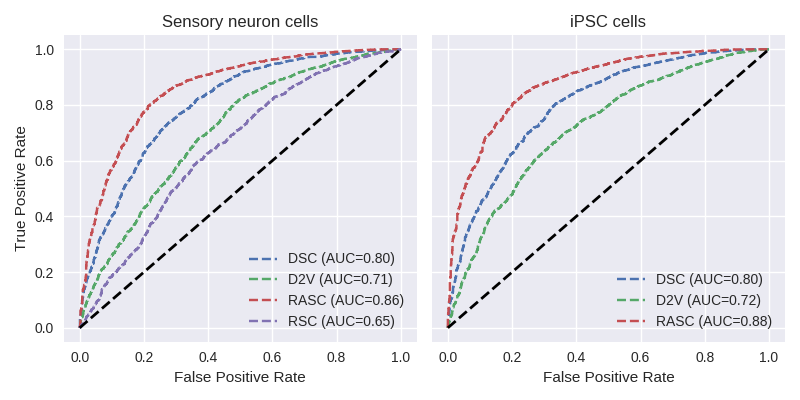 Sensory neuron cells
True Positive Rate
1.0
0.8
0.6
0.4
0.2
0.0
DSC (AUC=0.80)
D2V (AUC=0.71)
RASC (AUC=0.86)
RSC (AUC=0.65)
0.0 0.2 0.4 0.6 0.8 1.0
False Positive Rate
iPSC cells
DSC (AUC=0.80)
D2V (AUC=0.72)
RASC (AUC=0.88)
0.0 0.2 0.4 0.6 0.8 1.0
False Positive Rate